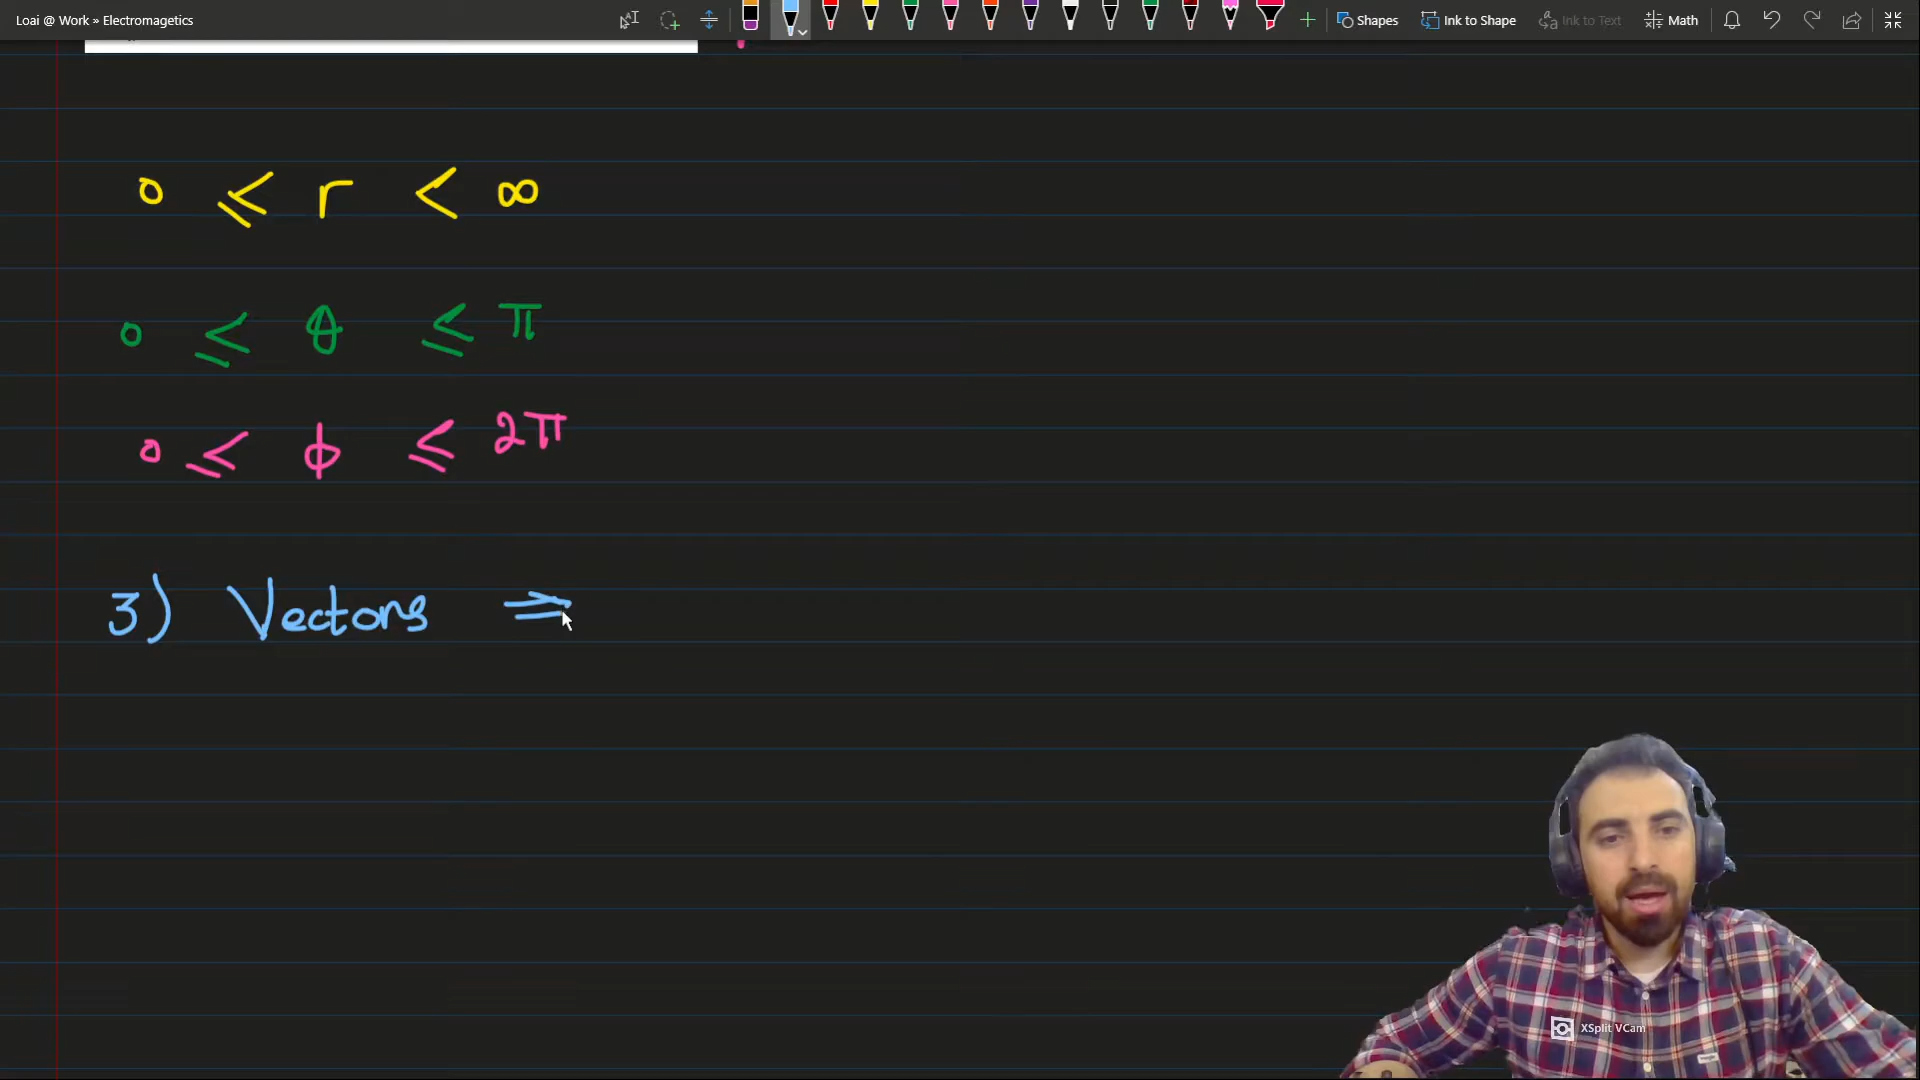 Loai @ Work » Electromagetics
Shapes
Ink to Shape
Ink to Text
Math
0 ≤ r < ∞
0 ≤ θ ≤ π
0 ≤ ϕ ≤ 2π
3) Vectors ⇒
XSplit VCam